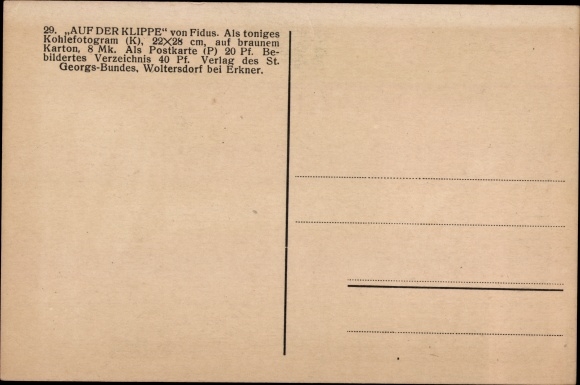 29. „AUF DER KLIPPE“ von Fidus. Als toniges
Kohlefotogram (K), 22×28 cm, auf braunem
Karton, 8 Mk. Als Postkarte (P) 20 Pf. Be-
bildertes Verzeichnis 40 Pf. Verlag des St.
Georgs-Bundes, Woltersdorf bei Erkner.